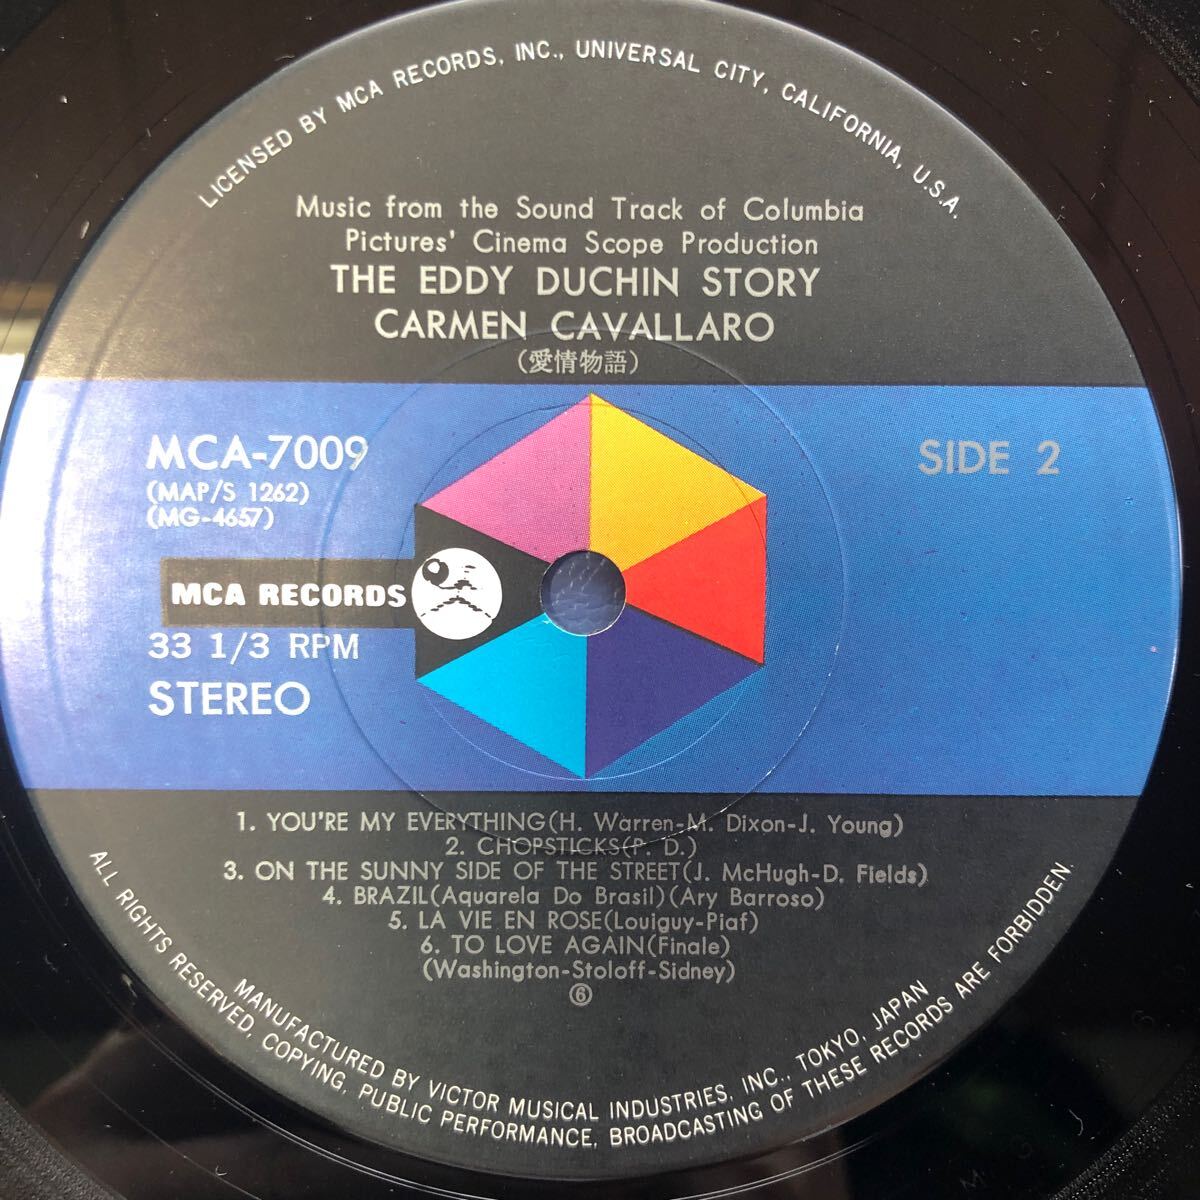 LICENSED BY MCA RECORDS, INC., UNIVERSAL CITY, CALIFORNIA, U.S.A.
Music from the Sound Track of Columbia
Pictures' Cinema Scope Production
THE EDDY DUCHIN STORY
CARMEN CAVALLARO
(愛情物語)
MCA-7009
(MAP/S 1262)
(MG-4657)
SIDE 2
MCA RECORDS
33 1/3 RPM
STEREO
1. YOU'RE MY EVERYTHING(H. Warren-M. Dixon-J. Young)
2. CHOPSTICKS(P. D.)
3. ON THE SUNNY SIDE OF THE STREET(J. McHugh-D. Fields)
4. BRAZIL(Aquarela Do Brasil)(Ary Barroso)
5. LA VIE EN ROSE(Louiguy-Piaf)
6. TO LOVE AGAIN(Finale)
(Washington-Stoloff-Sidney)
⑥
MANUFACTURED BY VICTOR MUSICAL INDUSTRIES, INC., TOKYO, JAPAN
ALL RIGHTS RESERVED, COPYING, PUBLIC PERFORMANCE, BROADCASTING OF THESE RECORDS ARE FORBIDDEN.